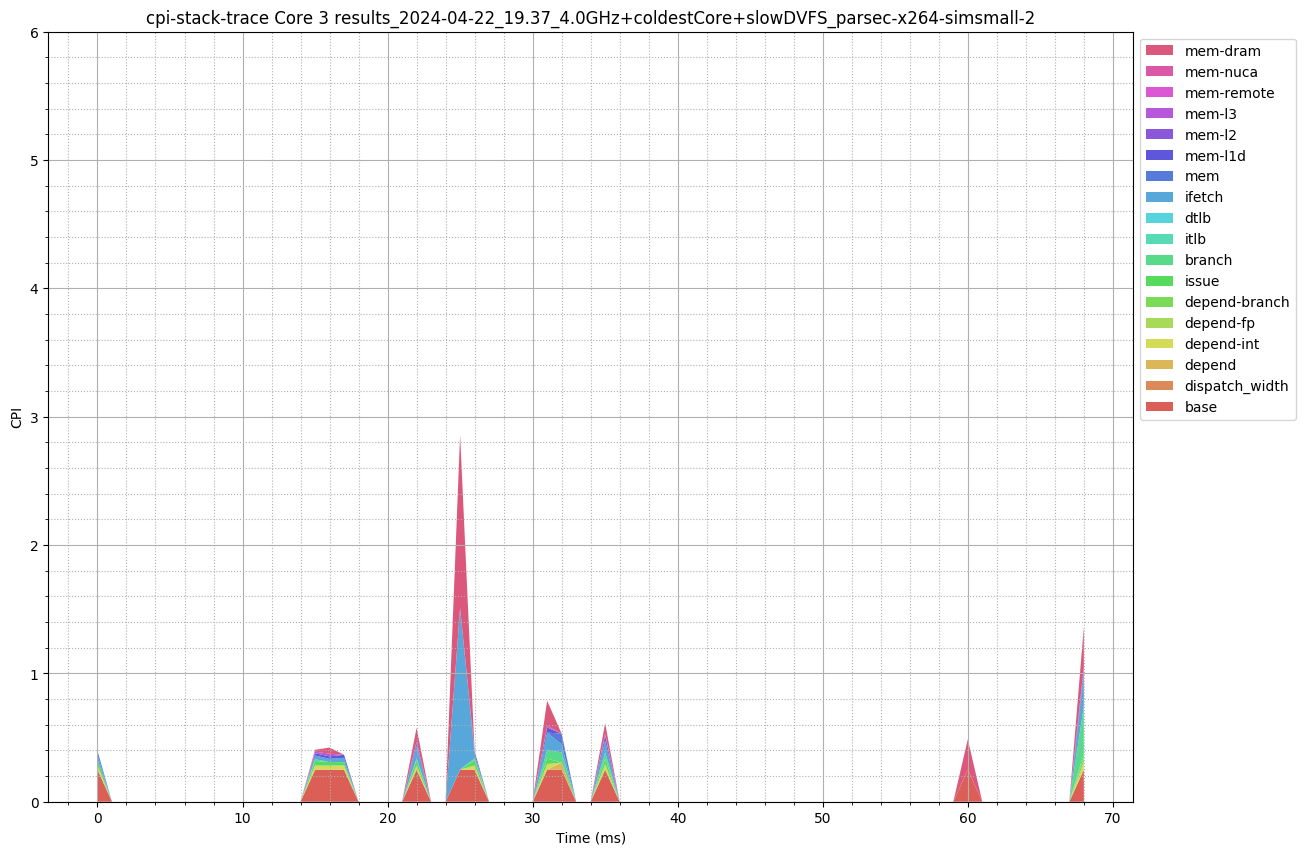 cpi-stack-trace Core 3 results_2024-04-22_19.37_4.0GHz+coldestCore+slowDVFS_parsec-x264-simsmall-2
6
5
4
3
2
1
0
CPI
0 10 20 30 40 50 60 70
Time (ms)
mem-dram
mem-nuca
mem-remote
mem-l3
mem-l2
mem-l1d
mem
ifetch
dtlb
itlb
branch
issue
depend-branch
depend-fp
depend-int
depend
dispatch_width
base